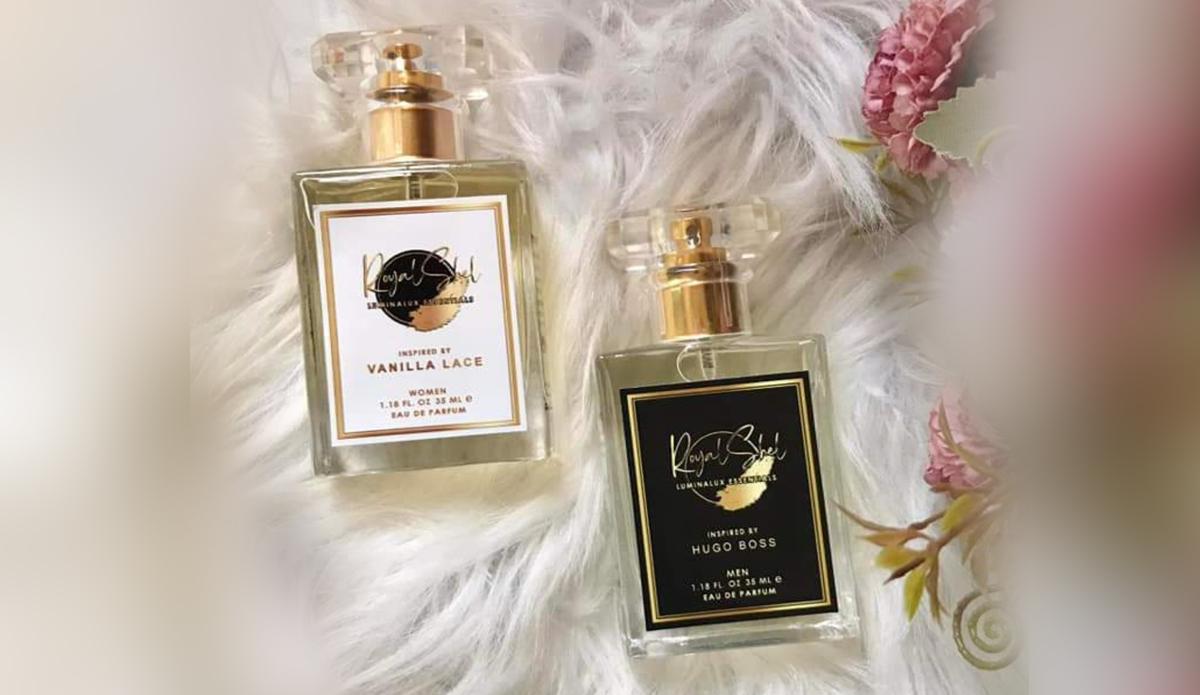 Royal Shel
LUMINALUX ESSENTIALS
INSPIRED BY
VANILLA LACE
WOMEN
1.18 FL. OZ 35 ML ℮
EAU DE PARFUM
Royal Shel
LUMINALUX ESSENTIALS
INSPIRED BY
HUGO BOSS
MEN
1.18 FL. OZ 35 ML ℮
EAU DE PARFUM